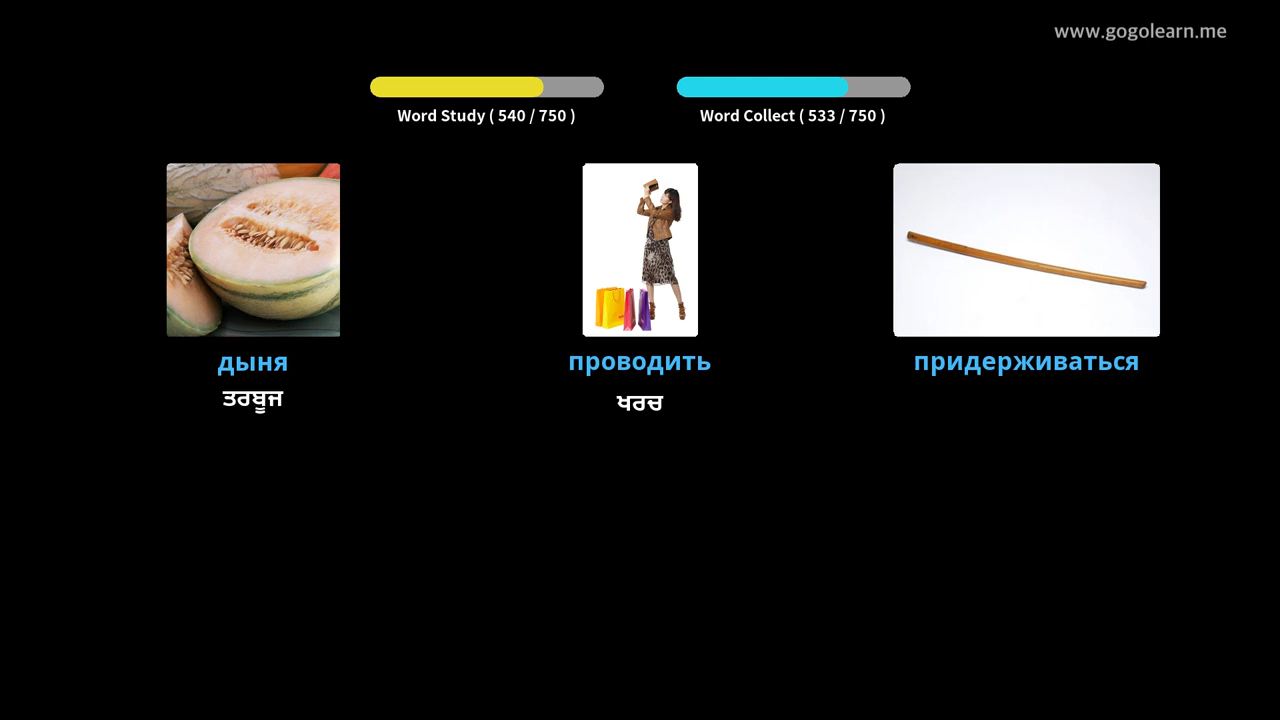 www.gogolearn.me
Word Study ( 540 / 750 )
Word Collect ( 533 / 750 )
дыня
проводить
придерживаться
ਤਰਬੂਜ
ਖਰਚ